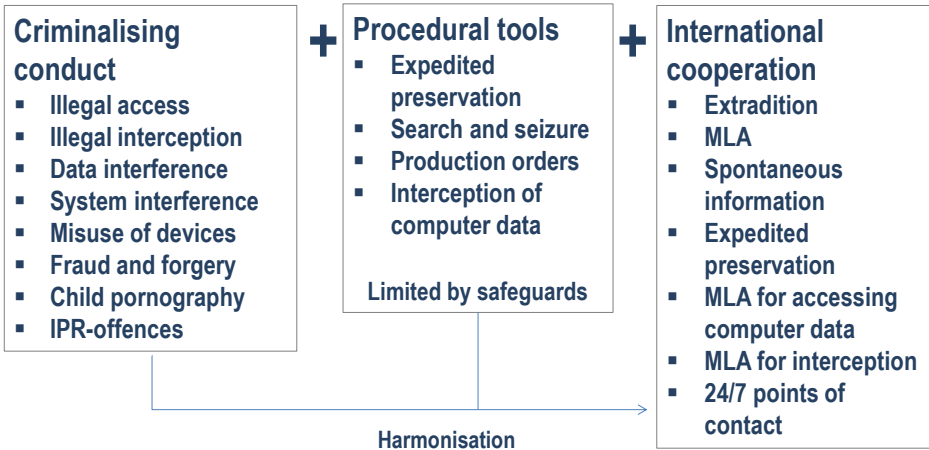 Criminalising
conduct
▪ Illegal access
▪ Illegal interception
▪ Data interference
▪ System interference
▪ Misuse of devices
▪ Fraud and forgery
▪ Child pornography
▪ IPR-offences
+
Procedural tools
▪ Expedited
preservation
▪ Search and seizure
▪ Production orders
▪ Interception of
computer data
Limited by safeguards
+
International
cooperation
▪ Extradition
▪ MLA
▪ Spontaneous
information
▪ Expedited
preservation
▪ MLA for accessing
computer data
▪ MLA for interception
▪ 24/7 points of
contact
Harmonisation